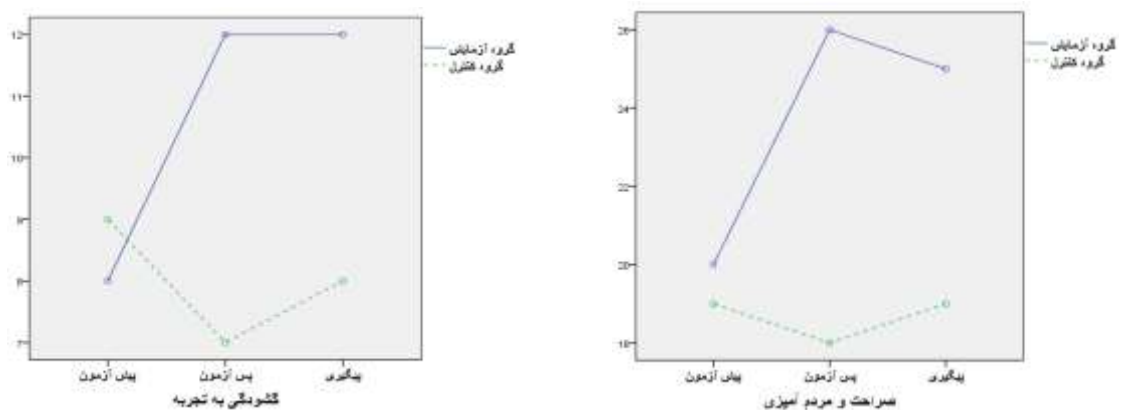 12
11
10
9
8
7
پیش آزمون
پس آزمون
پیگیری
گشودگی به تجربه
گروه آزمایش
گروه کنترل
26
24
22
20
18
پیش آزمون
پس آزمون
پیگیری
صراحت و مردم آمیزی
گروه آزمایش
گروه کنترل